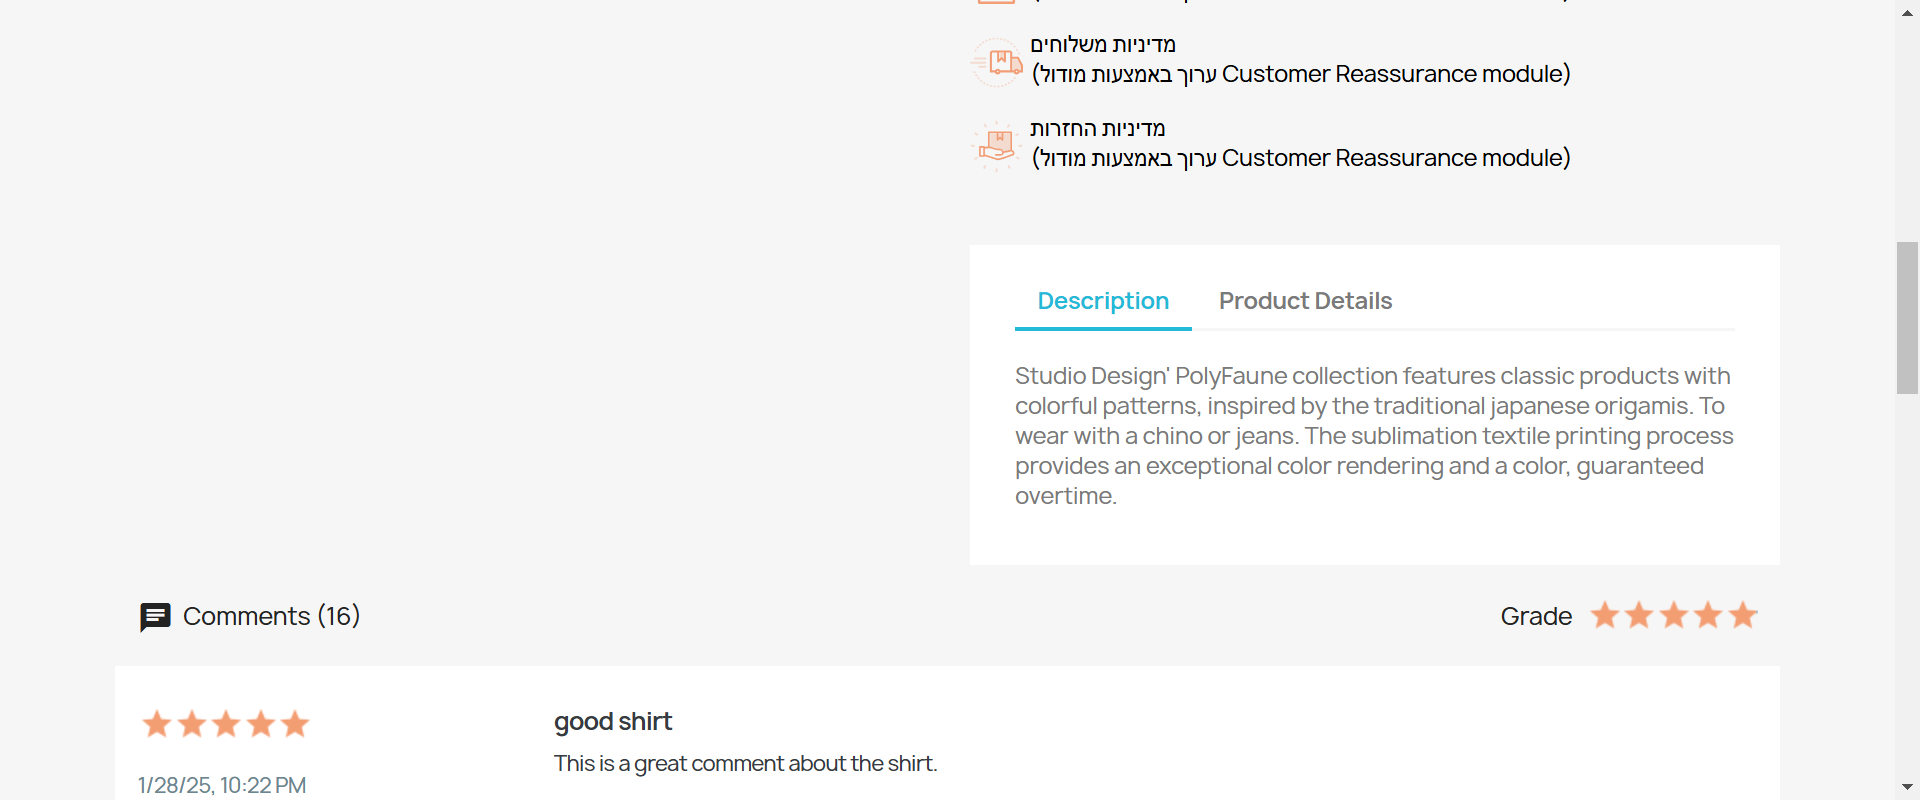 מדיניות משלוחים
(ערוך באמצעות מודול Customer Reassurance module)
מדיניות החזרות
(ערוך באמצעות מודול Customer Reassurance module)
Description Product Details
Studio Design' PolyFaune collection features classic products with
colorful patterns, inspired by the traditional japanese origamis. To
wear with a chino or jeans. The sublimation textile printing process
provides an exceptional color rendering and a color, guaranteed
overtime.
Comments (16) Grade
good shirt
This is a great comment about the shirt.
1/28/25, 10:22 PM